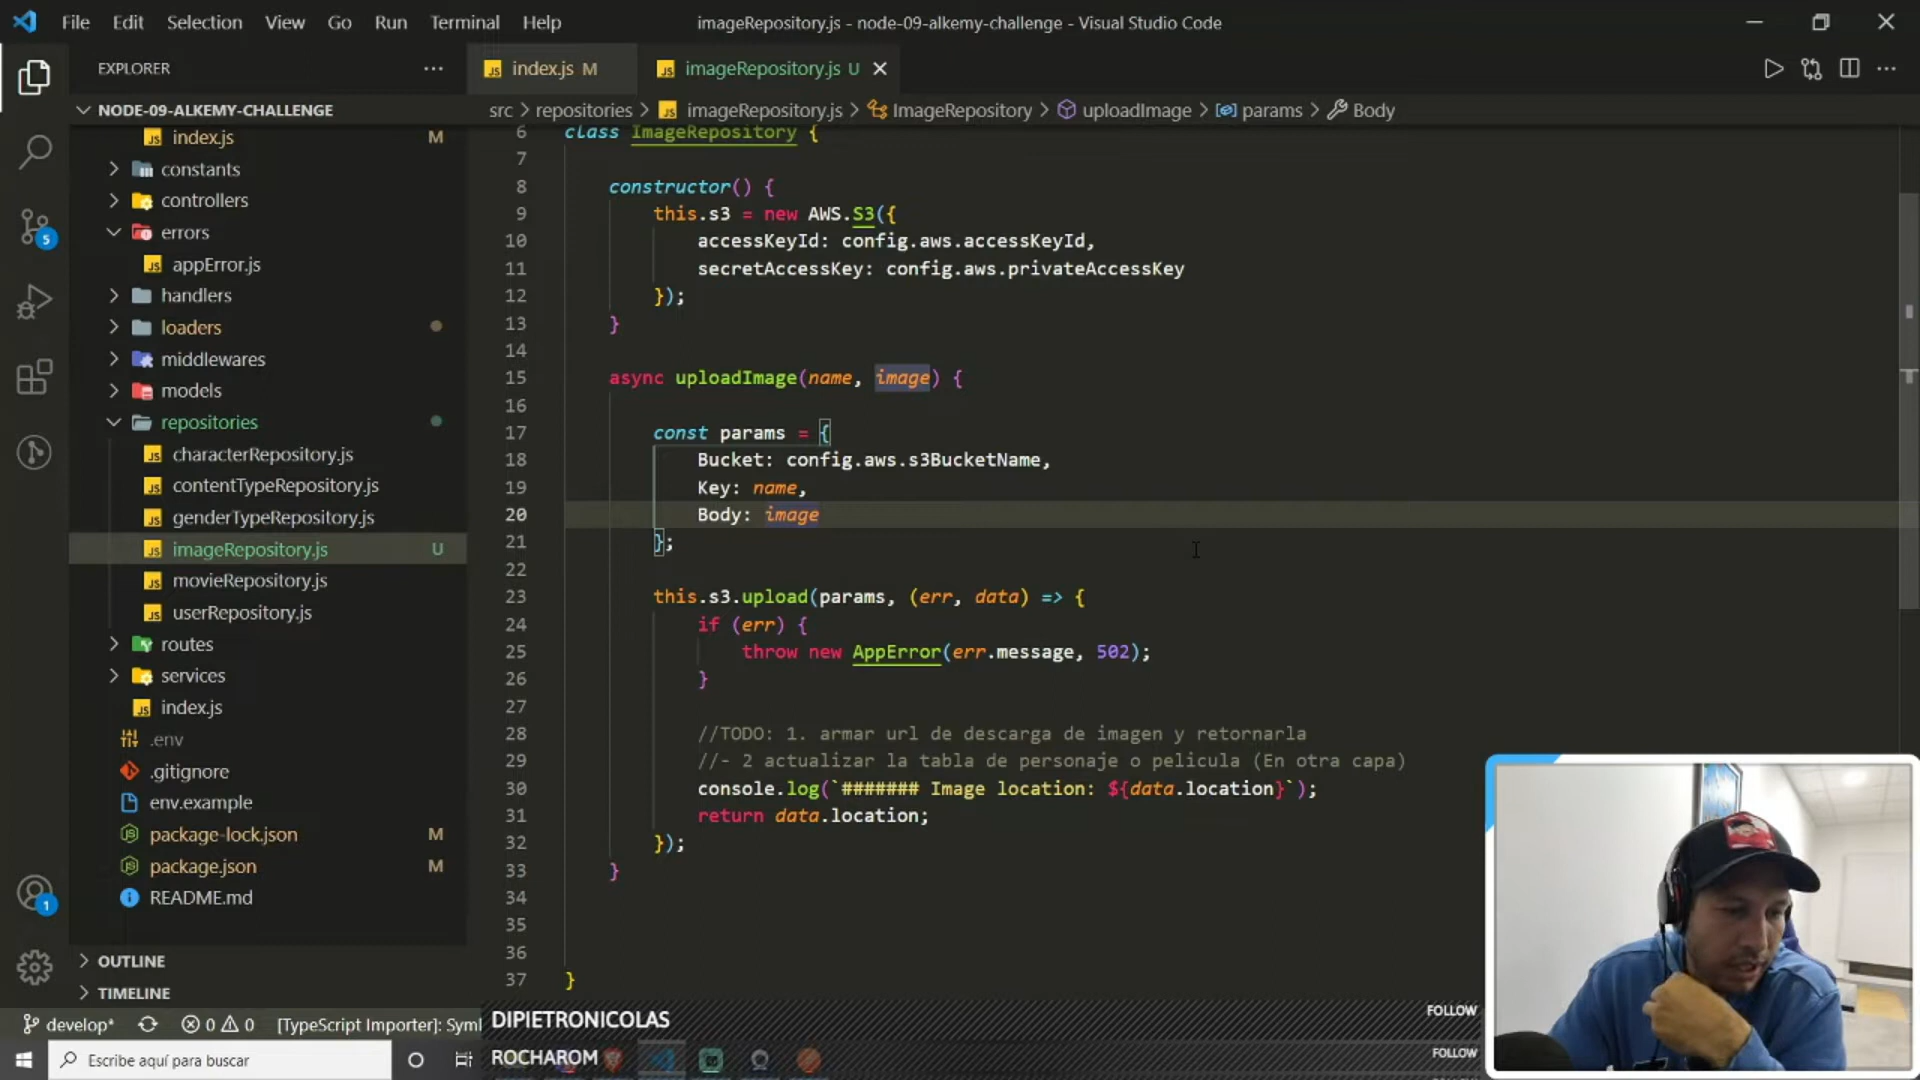 File Edit Selection View Go Run Terminal Help
imageRepository.js - node-09-alkemy-challenge - Visual Studio Code
EXPLORER
index.js M
imageRepository.js U
NODE-09-ALKEMY-CHALLENGE
src > repositories > imageRepository.js > ImageRepository > uploadImage > params > Body
index.js M
constants
controllers
errors
appError.js
handlers
loaders
middlewares
models
repositories
characterRepository.js
contentTypeRepository.js
genderTypeRepository.js
imageRepository.js U
movieRepository.js
userRepository.js
routes
services
index.js
.env
.gitignore
env.example
package-lock.json M
package.json M
README.md
OUTLINE
TIMELINE
5
1
6 class ImageRepository {
7
8 constructor() {
9 this.s3 = new AWS.S3({
10 accessKeyId: config.aws.accessKeyId,
11 secretAccessKey: config.aws.privateAccessKey
12 });
13 }
14
15 async uploadImage(name, image) {
16
17 const params = {
18 Bucket: config.aws.s3BucketName,
19 Key: name,
20 Body: image
21 };
22
23 this.s3.upload(params, (err, data) => {
24 if (err) {
25 throw new AppError(err.message, 502);
26 }
27
28 //TODO: 1. armar url de descarga de imagen y retornarla
29 //- 2 actualizar la tabla de personaje o pelicula (En otra capa)
30 console.log(`####### Image location: ${data.location}`);
31 return data.location;
32 });
33 }
34
35
36
37 }
develop* 0 0 [TypeScript Importer]: Symł
DIPIETRONICOLAS FOLLOW
Escribe aquí para buscar
ROCHAROM FOLLOW